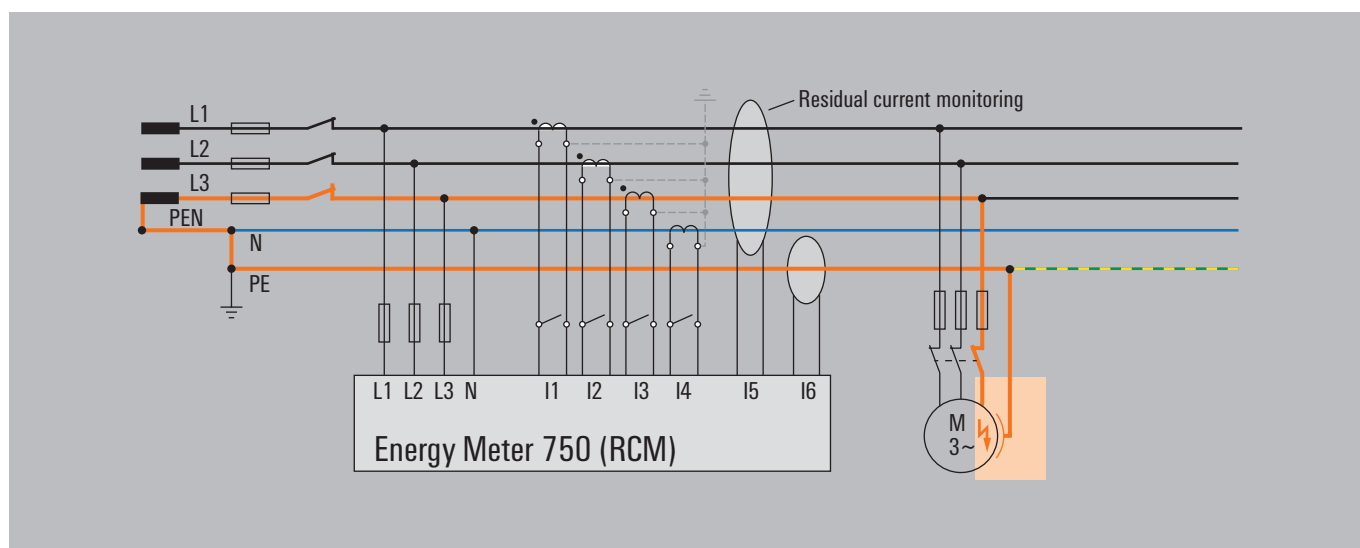 Residual current monitoring
L1
L2
L3
PEN
N
PE
L1 L2 L3 N I1 I2 I3 I4 I5 I6
Energy Meter 750 (RCM)
M
3~